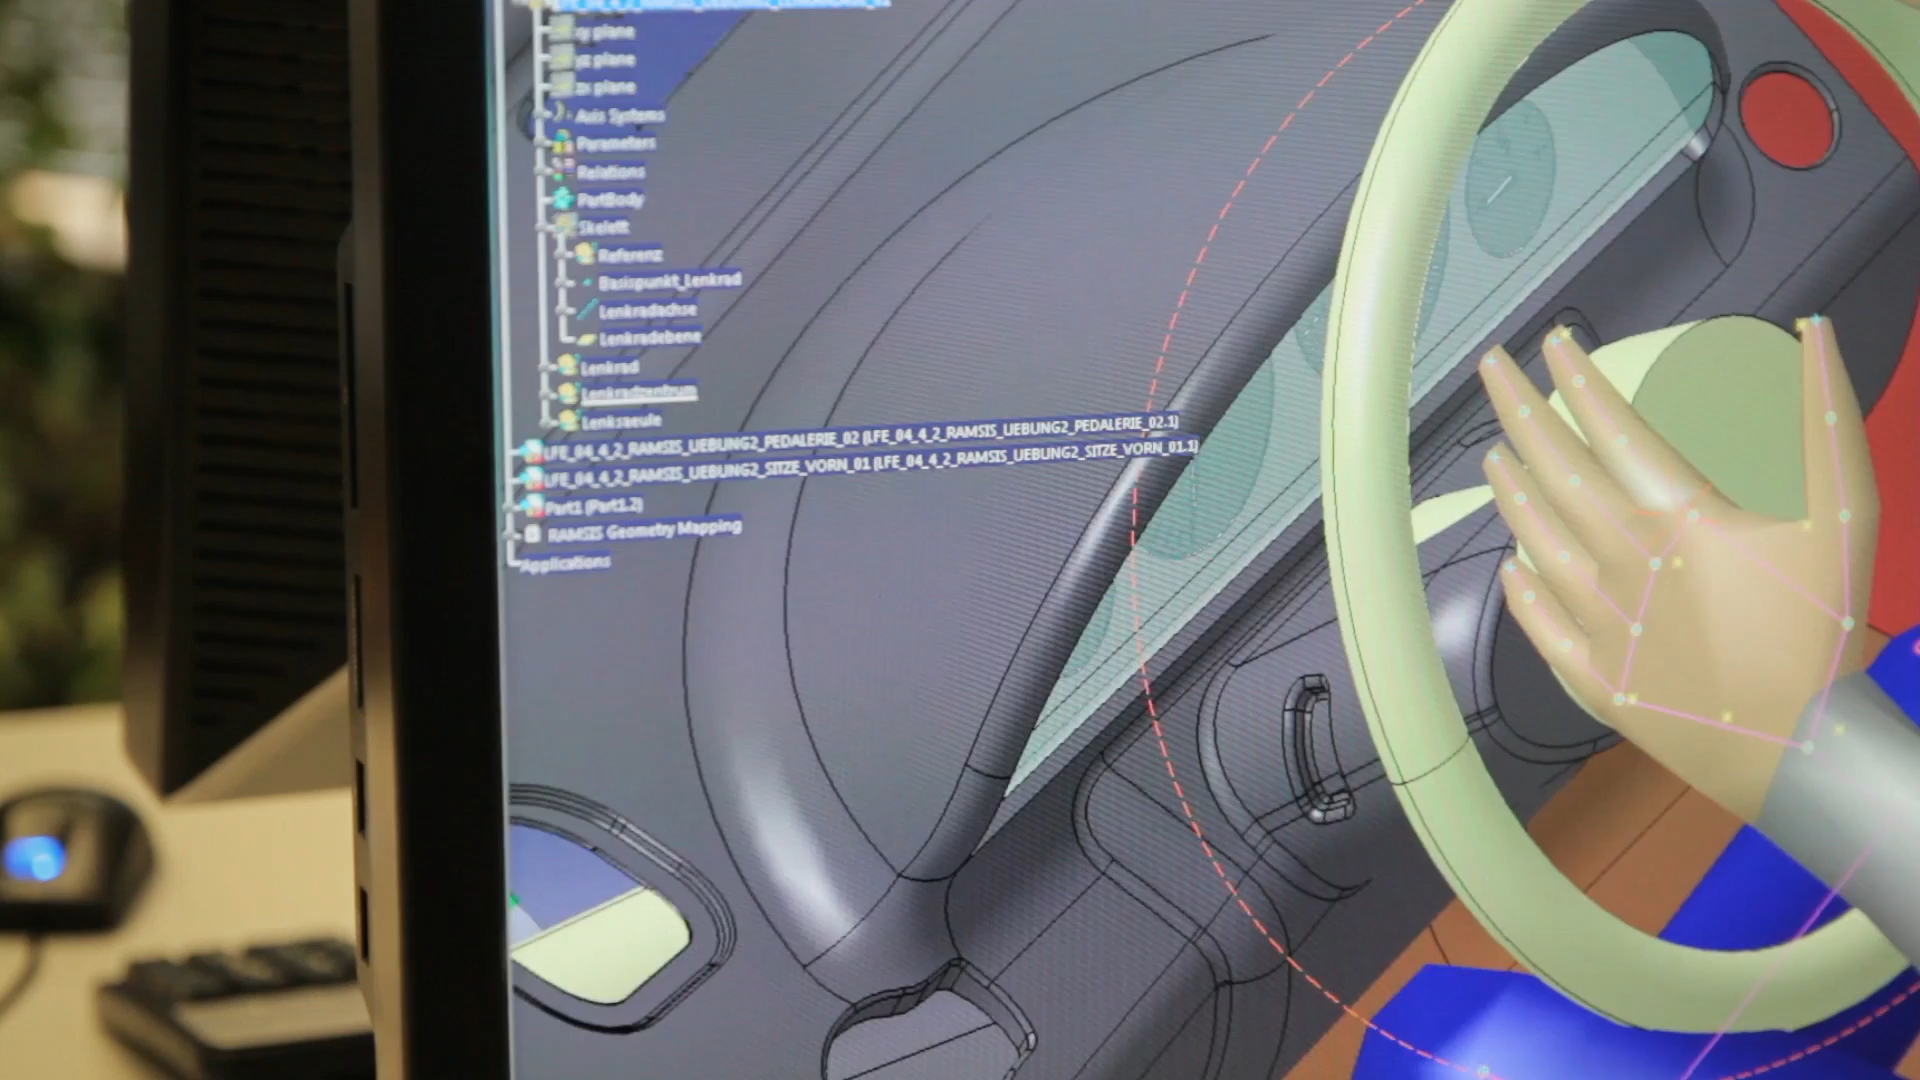 xy plane
yz plane
zx plane
Axis Systems
Parameters
Relations
PartBody
Skelett
Referenz
Basispunkt_Lenkrad
Lenkradachse
Lenkradebene
Lenkrad
Lenkradzentrum
Lenksaeule
LFE_04_4_2_RAMSIS_UEBUNG2_PEDALERIE_02 (LFE_04_4_2_RAMSIS_UEBUNG2_PEDALERIE_02.1)
LFE_04_4_2_RAMSIS_UEBUNG2_SITZE_VORN_01 (LFE_04_4_2_RAMSIS_UEBUNG2_SITZE_VORN_01.1)
Part1 (Part1.2)
RAMSIS Geometry Mapping
Applications